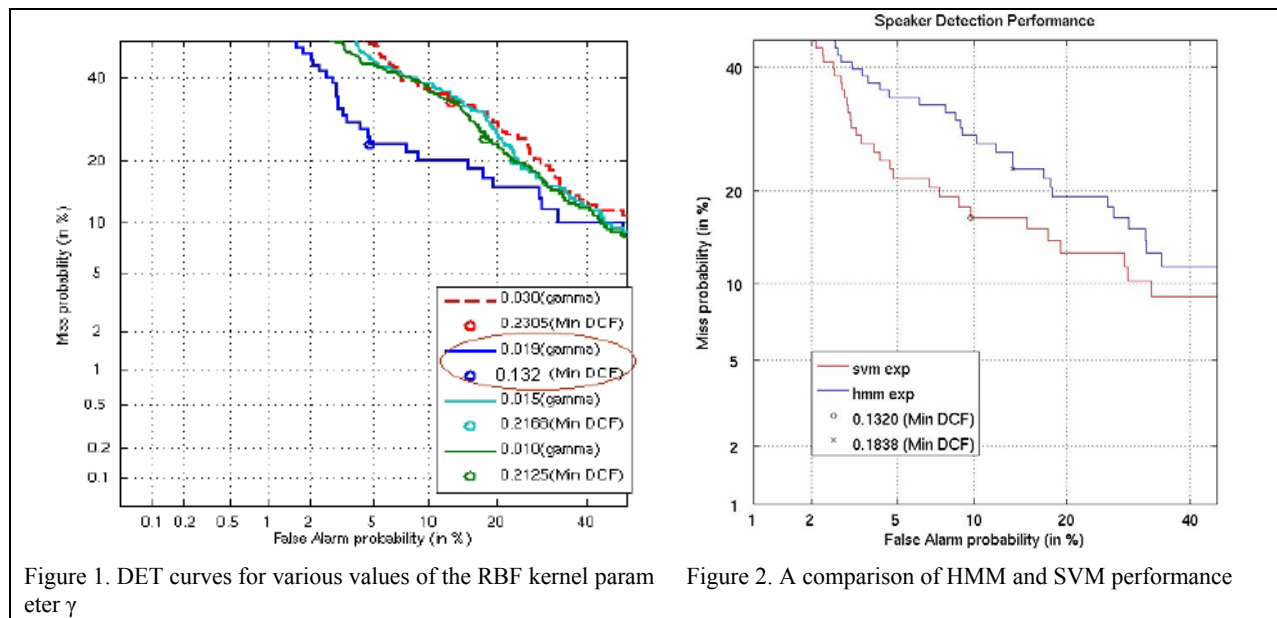 40
20
10
5
2
1
0.5
0.2
0.1
Miss probability (in %)
0.1 0.2 0.5 1 2 5 10 20 40
False Alarm probability (in %)
0.030(gamma)
0.2305(Min DCF)
0.019(gamma)
0.132 (Min DCF)
0.015(gamma)
0.2168(Min DCF)
0.010(gamma)
0.2125(Min DCF)
Figure 1. DET curves for various values of the RBF kernel param
eter γ
Speaker Detection Performance
40
20
10
5
2
1
Miss probability (in %)
1 2 5 10 20 40
False Alarm probability (in %)
svm exp
hmm exp
0.1320 (Min DCF)
0.1838 (Min DCF)
Figure 2. A comparison of HMM and SVM performance